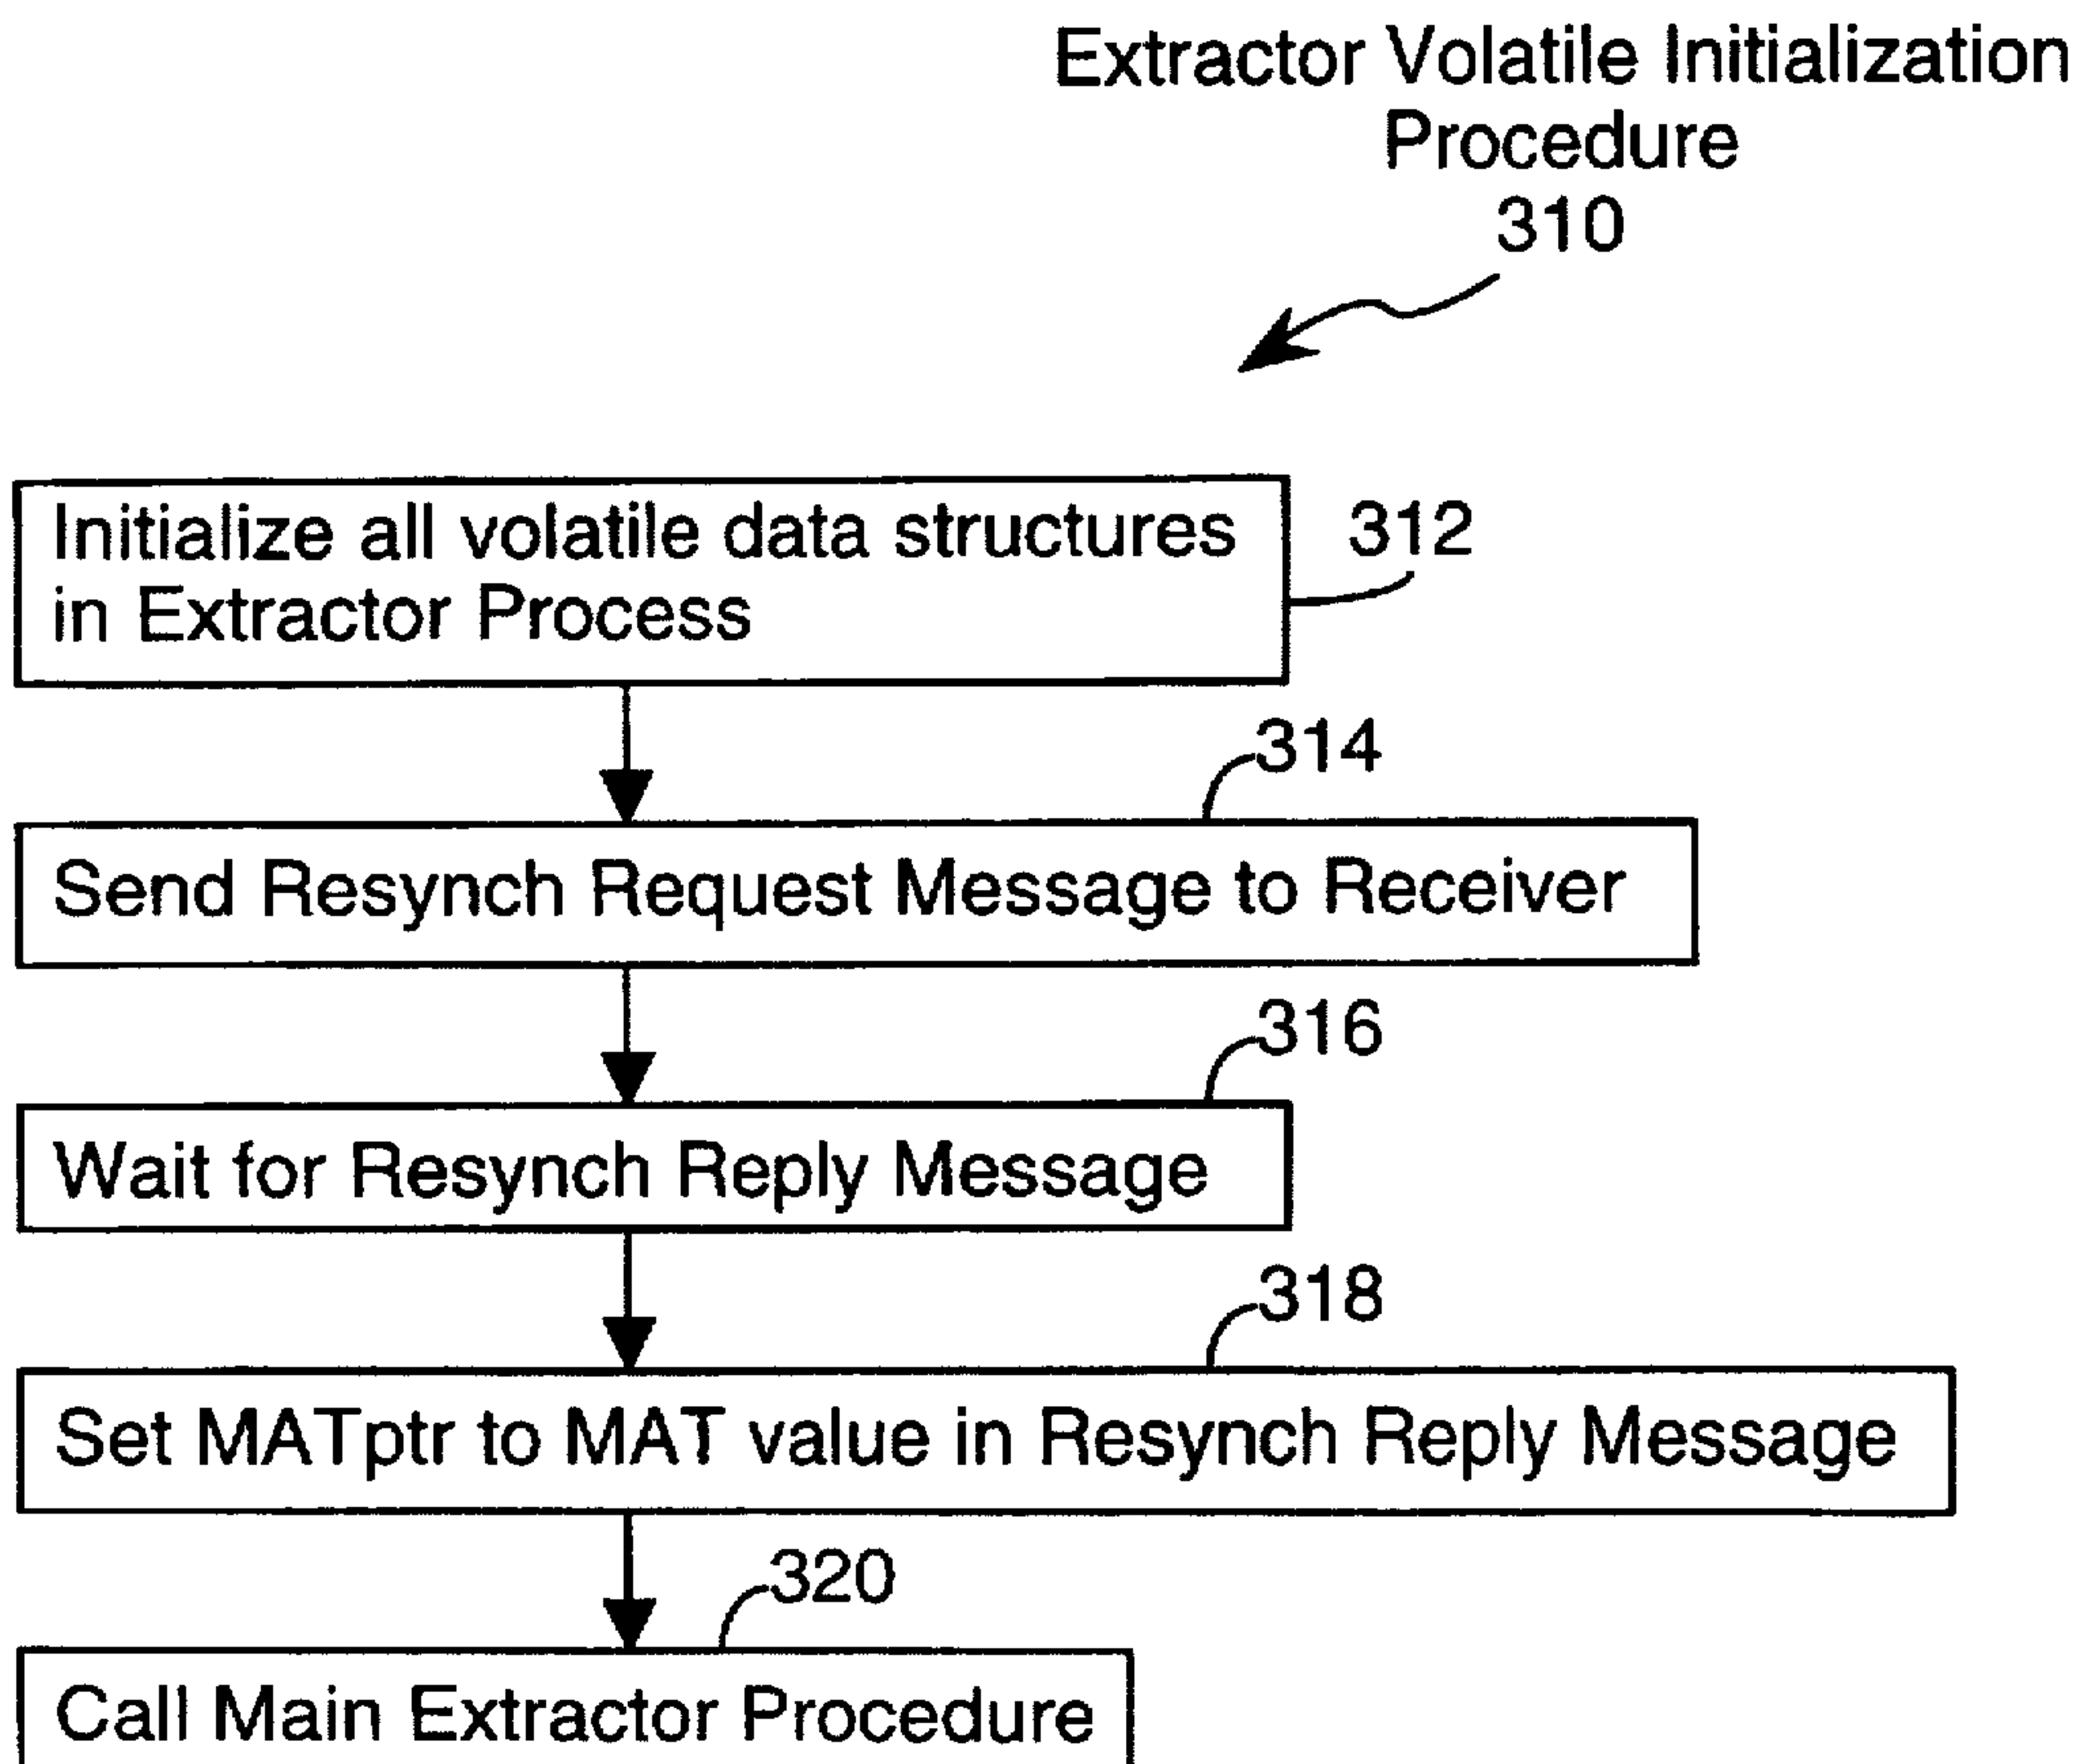 Extractor Volatile Initialization
Procedure
310
Initialize all volatile data structures
in Extractor Process
312
314
Send Resynch Request Message to Receiver
316
Wait for Resynch Reply Message
318
Set MATptr to MAT value in Resynch Reply Message
320
Call Main Extractor Procedure